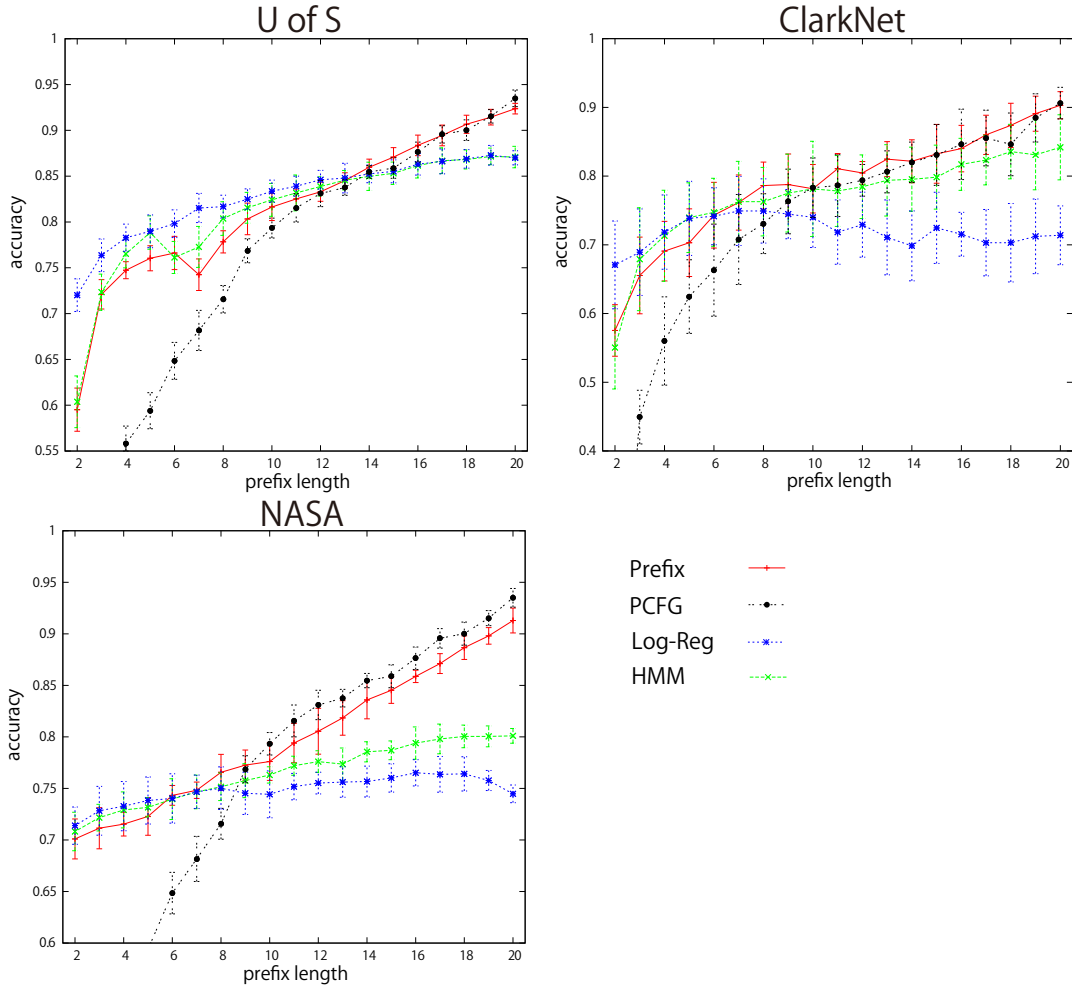 U of S
1
0.95
0.9
0.85
0.8
0.75
0.7
0.65
0.6
0.55
accuracy
2 4 6 8 10 12 14 16 18 20
prefix length
ClarkNet
1
0.9
0.8
0.7
0.6
0.5
0.4
accuracy
2 4 6 8 10 12 14 16 18 20
prefix length
NASA
1
0.95
0.9
0.85
0.8
0.75
0.7
0.65
0.6
accuracy
2 4 6 8 10 12 14 16 18 20
prefix length
Prefix
PCFG
Log-Reg
HMM